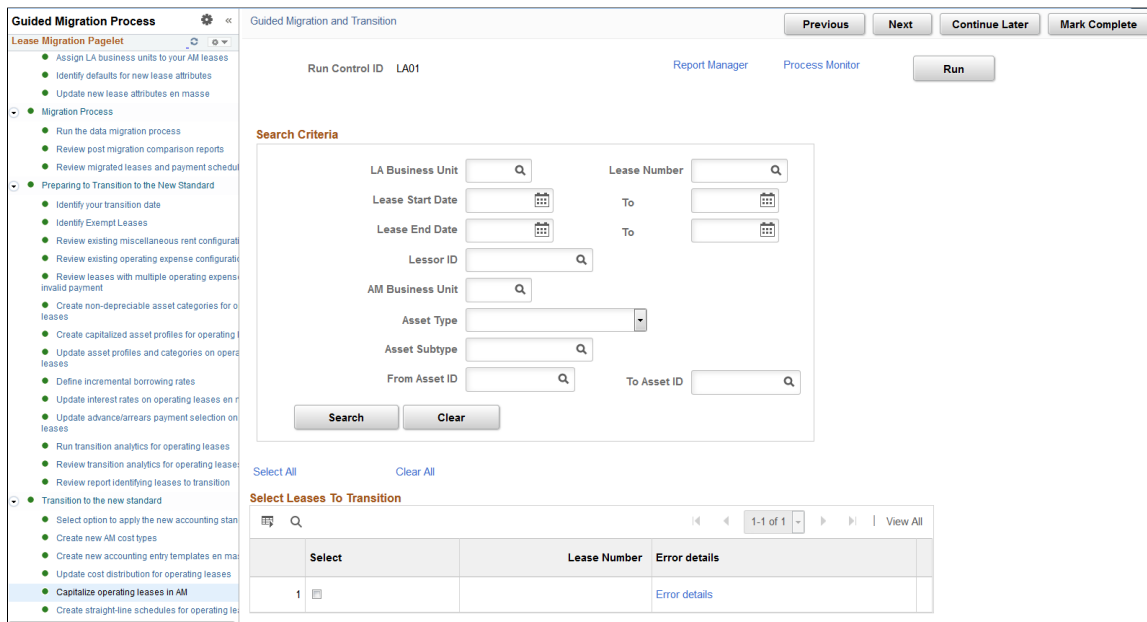 Guided Migration Process
«
Lease Migration Pagelet
Assign LA business units to your AM leases
Identify defaults for new lease attributes
Update new lease attributes en masse
Migration Process
Run the data migration process
Review post migration comparison reports
Review migrated leases and payment schedul
Preparing to Transition to the New Standard
Identify your transition date
Identify Exempt Leases
Review existing miscellaneous rent configurati
Review existing operating expense configuratio
Review leases with multiple operating expense
invalid payment
Create non-depreciable asset categories for o
leases
Create capitalized asset profiles for operating l
Update asset profiles and categories on opera
leases
Define incremental borrowing rates
Update interest rates on operating leases en m
Update advance/arrears payment selection on
leases
Run transition analytics for operating leases
Review transition analytics for operating leases
Review report identifying leases to transition
Transition to the new standard
Select option to apply the new accounting stan
Create new AM cost types
Create new accounting entry templates en mas
Update cost distribution for operating leases
Capitalize operating leases in AM
Create straight-line schedules for operating lea
Guided Migration and Transition
Previous Next Continue Later Mark Complete
Run Control ID LA01 Report Manager Process Monitor Run
Search Criteria
LA Business Unit Lease Number
Lease Start Date To
Lease End Date To
Lessor ID
AM Business Unit
Asset Type
Asset Subtype
From Asset ID To Asset ID
Search Clear
Select All Clear All
Select Leases To Transition
1-1 of 1 | View All
Select Lease Number Error details
1 Error details